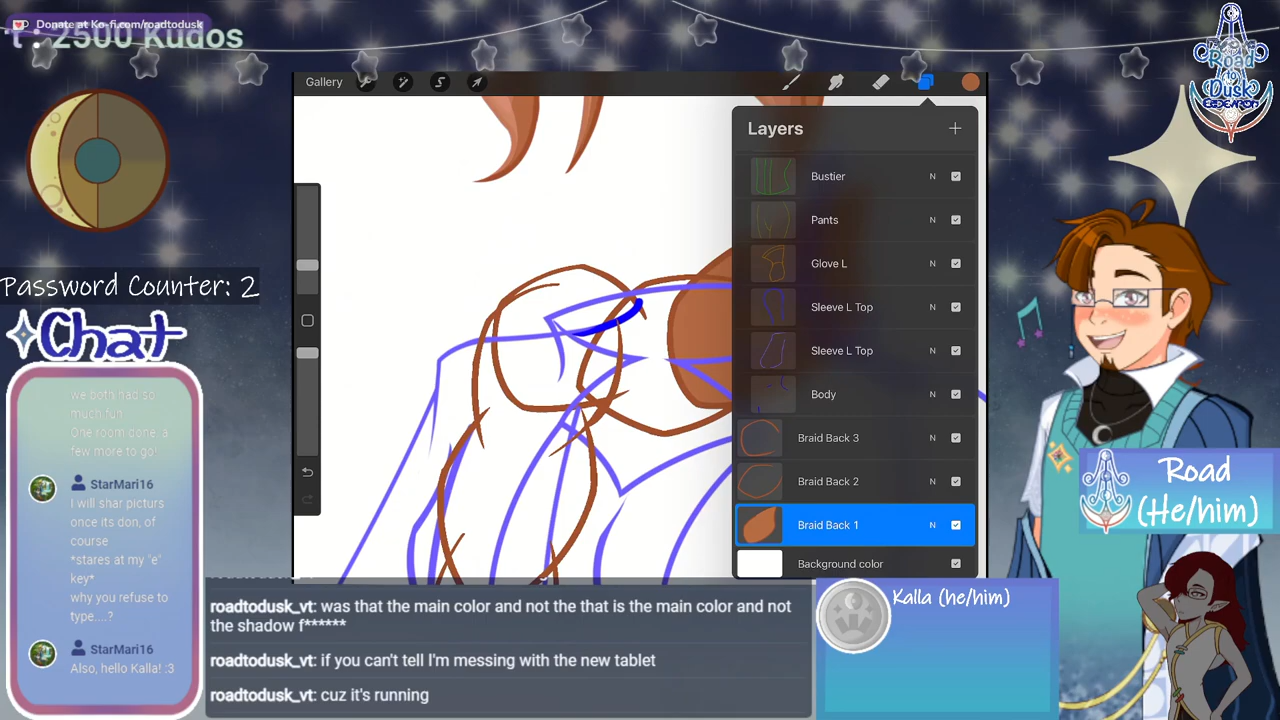 Donate at Ko-fi.com/roadtodusk
: 2500 Kudos
Road
to
Dusk
Gallery
Layers
Bustier N
Pants N
Glove L N
Sleeve L Top N
Sleeve L Top N
Body N
Braid Back 3 N
Braid Back 2 N
Braid Back 1 N
Background color
Password Counter: 2
Chat
we both had so
much fun
One room done, a
few more to go!
StarMari16
I will shar picturs
once its don, of
course
*stares at my "e"
key*
why you refuse to
type....?
StarMari16
Also, hello Kalla! :3
roadtodusk_vt: was that the main color and not the that is the main color and not
the shadow f******
roadtodusk_vt: if you can't tell I'm messing with the new tablet
roadtodusk_vt: cuz it's running
Road
(He/him)
Kalla (he/him)